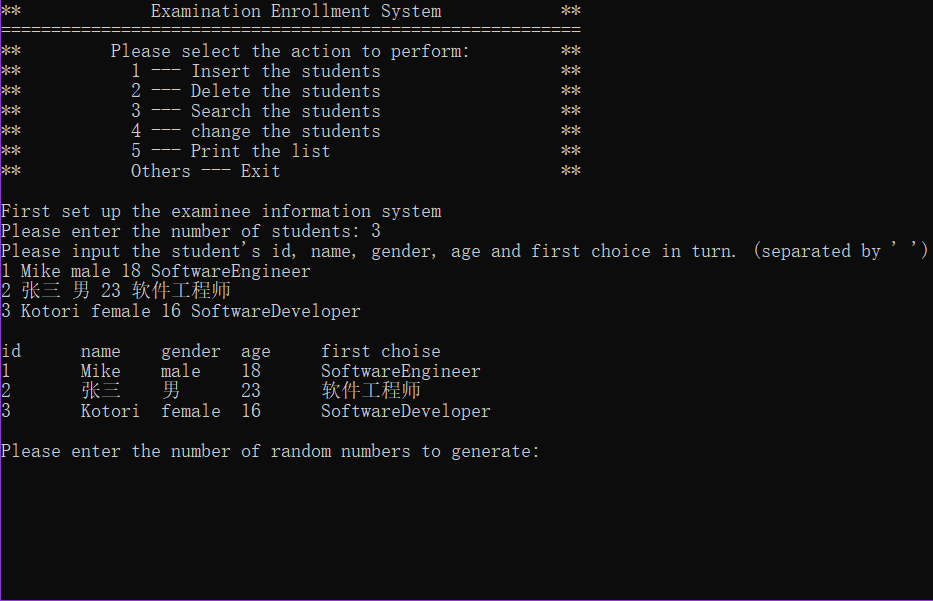 **             Examination Enrollment System            **
==========================================================
**         Please select the action to perform:         **
**           1 --- Insert the students                  **
**           2 --- Delete the students                  **
**           3 --- Search the students                  **
**           4 --- change the students                  **
**           5 --- Print the list                       **
**           Others --- Exit                            **
First set up the examinee information system
Please enter the number of students: 3
Please input the student's id, name, gender, age and first choice in turn. (separated by ' ')
1 Mike male 18 SoftwareEngineer
2 张三 男 23 软件工程师
3 Kotori female 16 SoftwareDeveloper
id      name    gender  age     first choise
1       Mike    male    18      SoftwareEngineer
2       张三    男      23      软件工程师
3       Kotori  female  16      SoftwareDeveloper
Please enter the number of random numbers to generate: